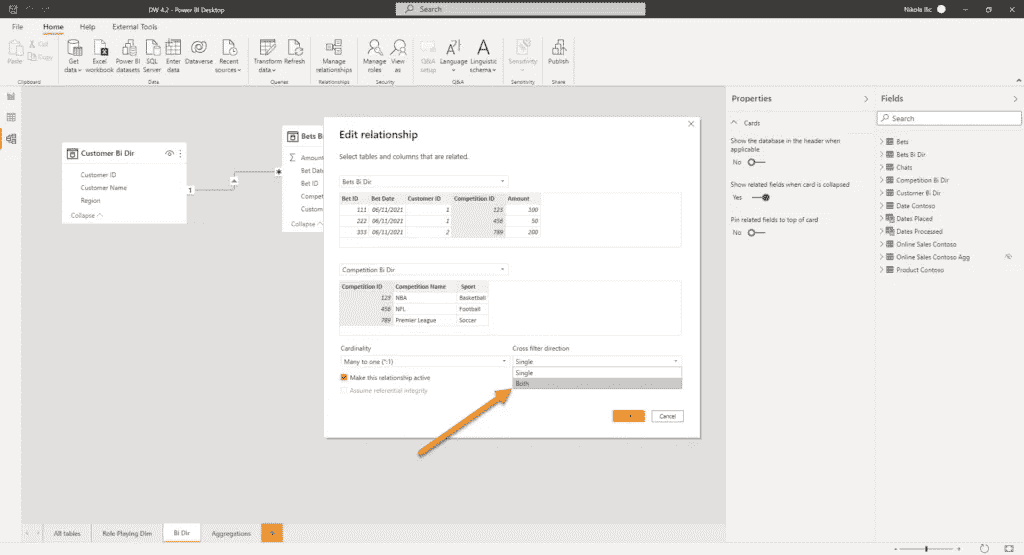 DW 4.2 - Power BI Desktop
Search
Nikola Ilic
File Home Help External Tools
Paste
Cut
Copy
Get data
Excel workbook
Power BI datasets
SQL Server
Enter data
Dataverse
Recent sources
Transform data
Refresh
Manage relationships
Manage roles
View as
Q&A setup
Language
Linguistic schema
Sensitivity
Publish
Clipboard Data Queries Relationships Security Q&A Sensitivity Share
Customer Bi Dir
Customer ID
Customer Name
Region
Collapse
1
*
Bets Bi
Amoun
Bet Date
Bet ID
Compet
Custom
Collapse
Edit relationship
Select tables and columns that are related.
Bets Bi Dir
Bet ID Bet Date Customer ID Competition ID Amount
111 06/11/2021 1 123 100
222 06/11/2021 1 456 50
333 06/11/2021 2 789 200
Competition Bi Dir
Competition ID Competition Name Sport
123 NBA Basketball
456 NFL Football
789 Premier League Soccer
Cardinality
Many to one (*:1)
Cross filter direction
Single
Single
Both
Make this relationship active
Assume referential integrity
Cancel
Properties
Cards
Show the database in the header when
applicable
No
Show related fields when card is collapsed
Yes
Pin related fields to top of card
No
Fields
Search
Bets
Bets Bi Dir
Chats
Competition Bi Dir
Customer Bi Dir
Date Contoso
Dates Placed
Dates Processed
Online Sales Contoso
Online Sales Contoso Agg
Product Contoso
All tables Role Playing Dim Bi Dir Aggregations